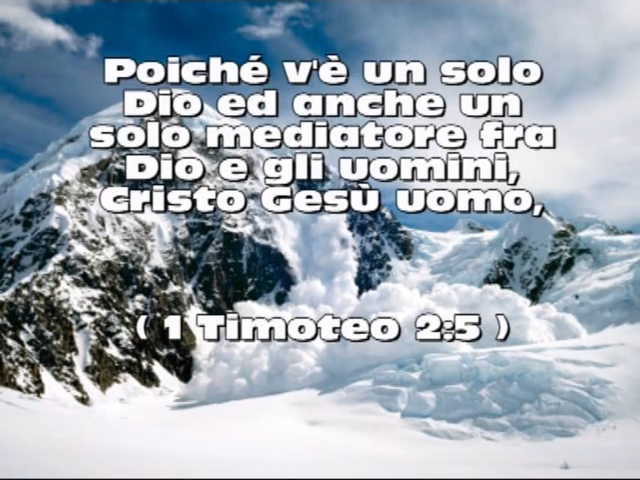 Poiché v'è un solo
Dio ed anche un
solo mediatore fra
Dio e gli uomini,
Cristo Gesù uomo,
( 1 Timoteo 2:5 )